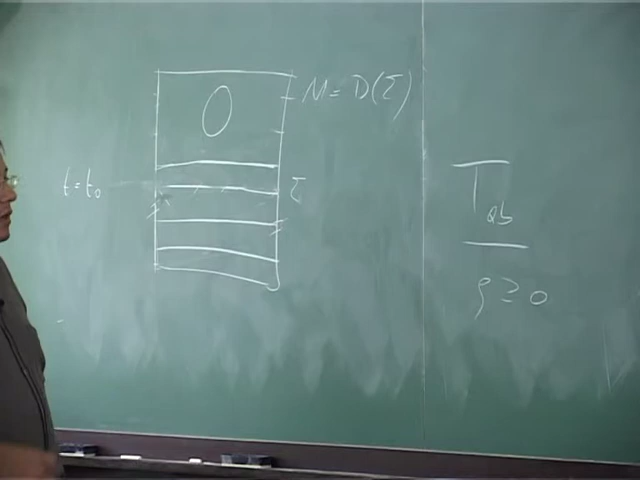 M = D(Σ)
t = t₀
Σ
T_ab
ρ ≥ 0